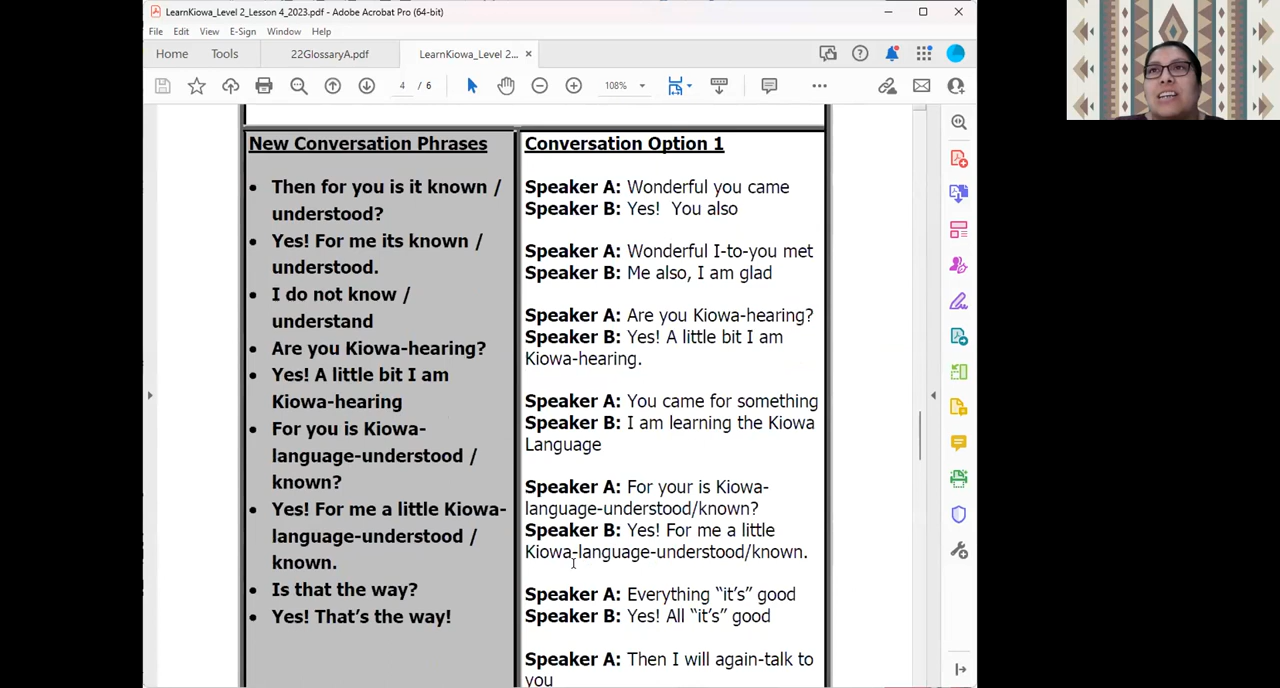 LearnKiowa_Level 2_Lesson 4_2023.pdf - Adobe Acrobat Pro (64-bit)
File Edit View E-Sign Window Help
Home Tools 22GlossaryA.pdf LearnKiowa_Level 2... ×
4 / 6 108%
New Conversation Phrases
• Then for you is it known /
understood?
• Yes! For me its known /
understood.
• I do not know /
understand
• Are you Kiowa-hearing?
• Yes! A little bit I am
Kiowa-hearing
• For you is Kiowa-
language-understood /
known?
• Yes! For me a little Kiowa-
language-understood /
known.
• Is that the way?
• Yes! That’s the way!
Conversation Option 1
Speaker A: Wonderful you came
Speaker B: Yes! You also
Speaker A: Wonderful I-to-you met
Speaker B: Me also, I am glad
Speaker A: Are you Kiowa-hearing?
Speaker B: Yes! A little bit I am
Kiowa-hearing.
Speaker A: You came for something
Speaker B: I am learning the Kiowa
Language
Speaker A: For your is Kiowa-
language-understood/known?
Speaker B: Yes! For me a little
Kiowa-language-understood/known.
Speaker A: Everything “it’s” good
Speaker B: Yes! All “it’s” good
Speaker A: Then I will again-talk to
you